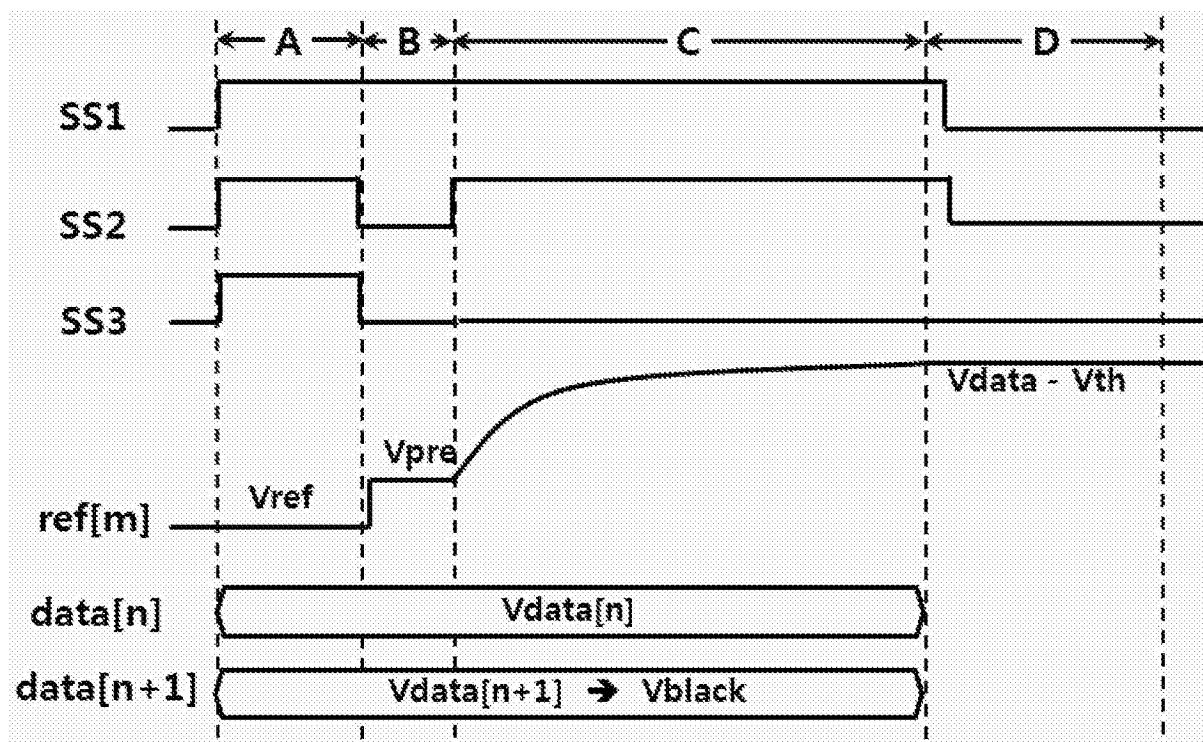 A B C D
SS1
SS2
SS3
Vdata - Vth
Vpre
Vref
ref[m]
data[n] Vdata[n]
data[n+1] Vdata[n+1] ➔ Vblack